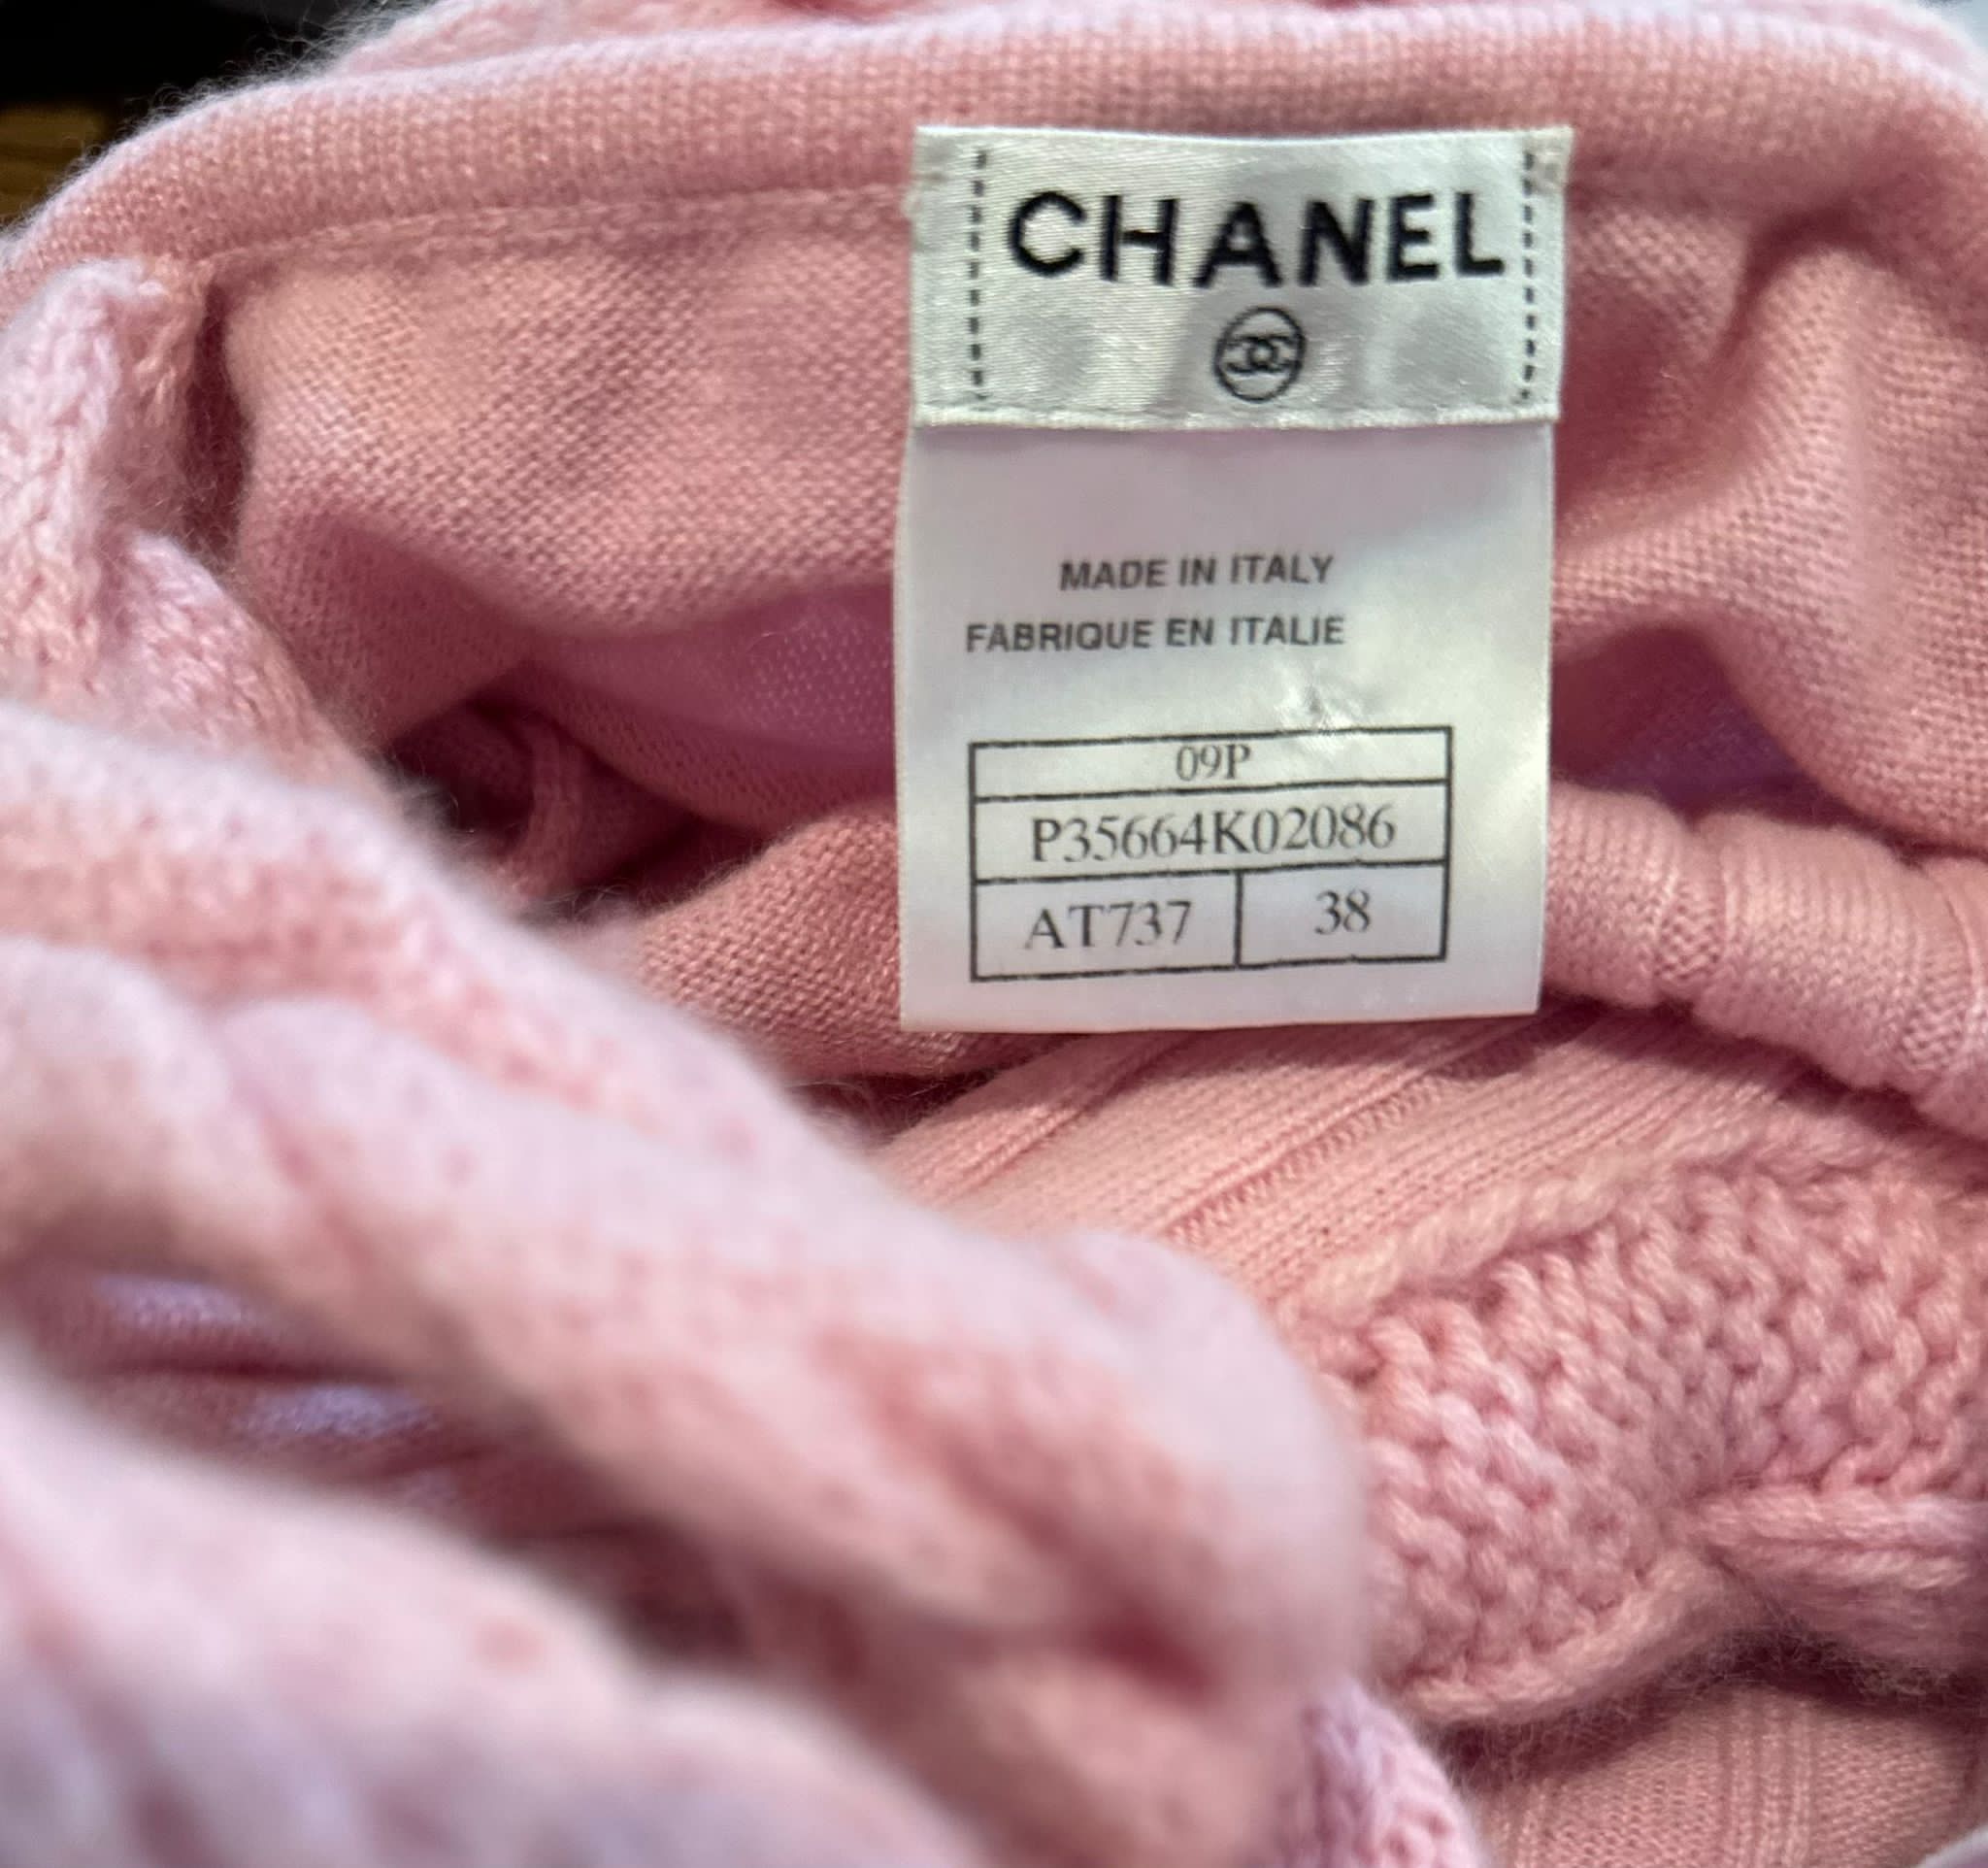 CHANEL
MADE IN ITALY
FABRIQUE EN ITALIE
09P
P35664K02086
AT737 38